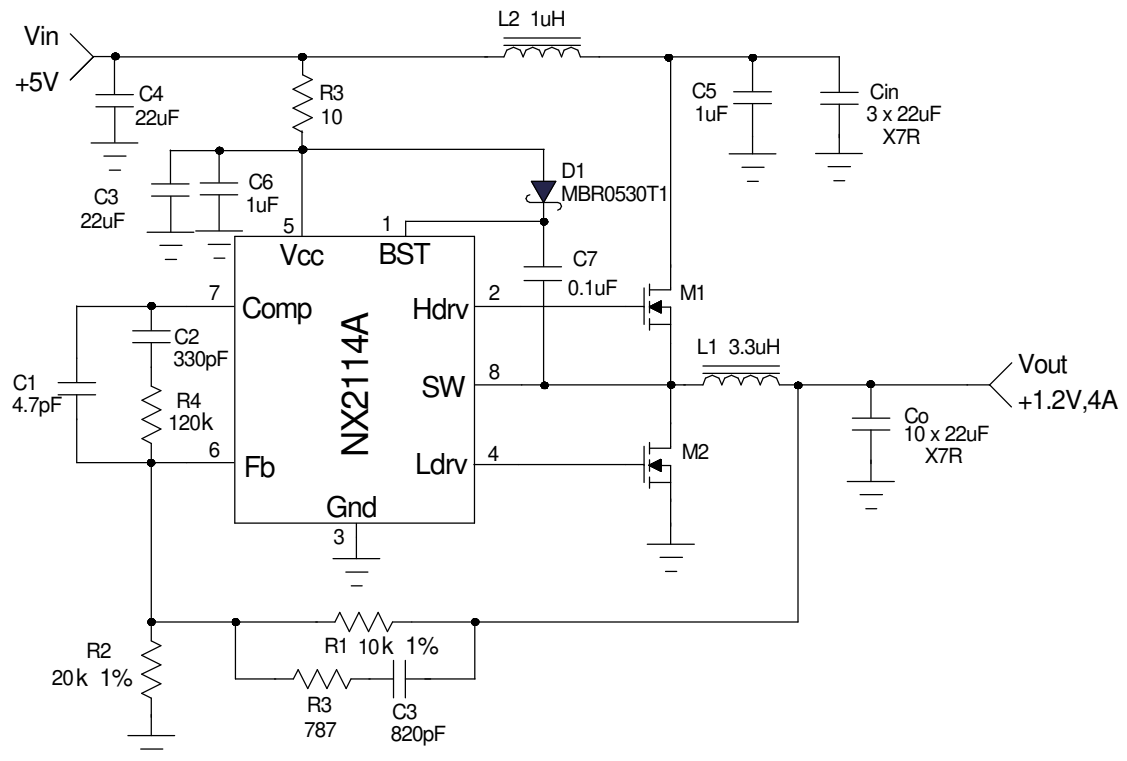 L2 1uH
Vin
+5V
C4
22uF
R3
10
C5
1uF
Cin
3 x 22uF
X7R
C3
22uF
C6
1uF
D1
MBR0530T1
5
1
Vcc
BST
C7
0.1uF
7
Comp
Hdrv
2
M1
C2
330pF
NX2114A
C1
4.7pF
R4
120k
SW
8
L1 3.3uH
Vout
+1.2V,4A
Co
10 x 22uF
X7R
6
Fb
Ldrv
4
M2
Gnd
3
R2
20k 1%
R1 10k 1%
R3
787
C3
820pF